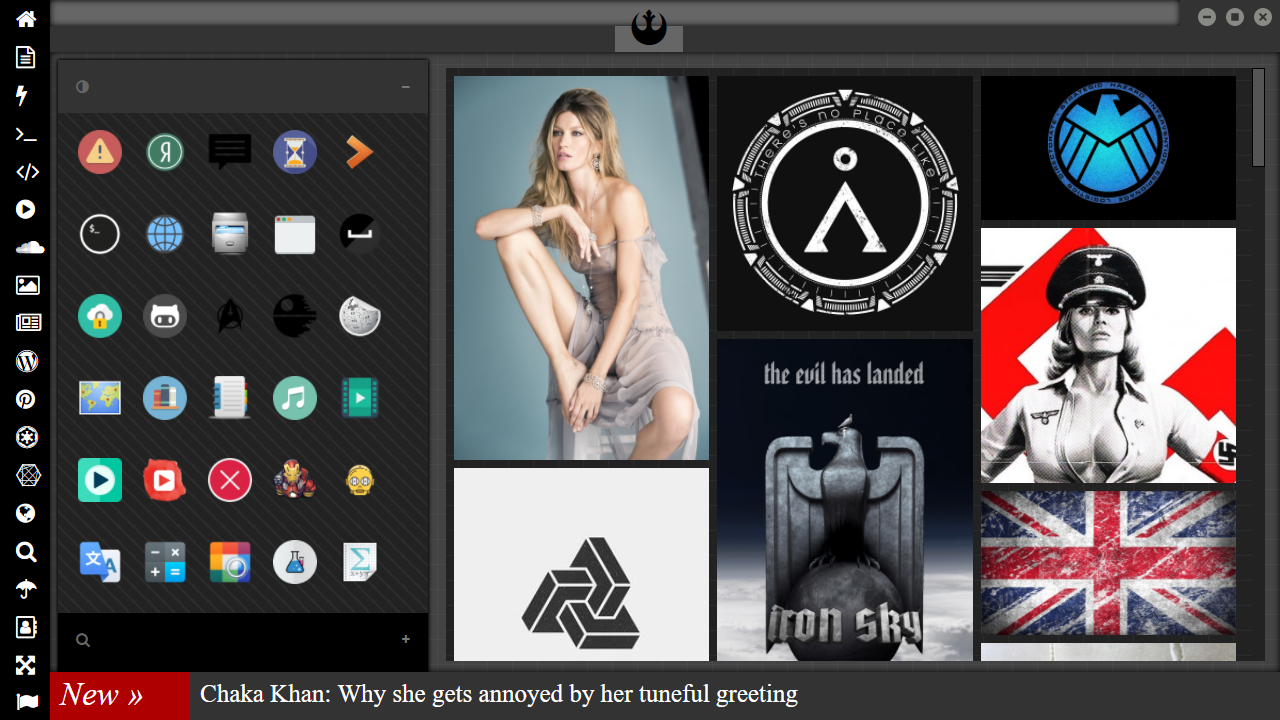 THERE'S NO PLACE LIKE
STRATEGIC HAZARD INTERVENTION
ESPIONAGE LOGISTICS DIRECTORATE
the evil has landed
iron sky
Я
$_
文
A
Σ
x+y
New »
Chaka Khan: Why she gets annoyed by her tuneful greeting